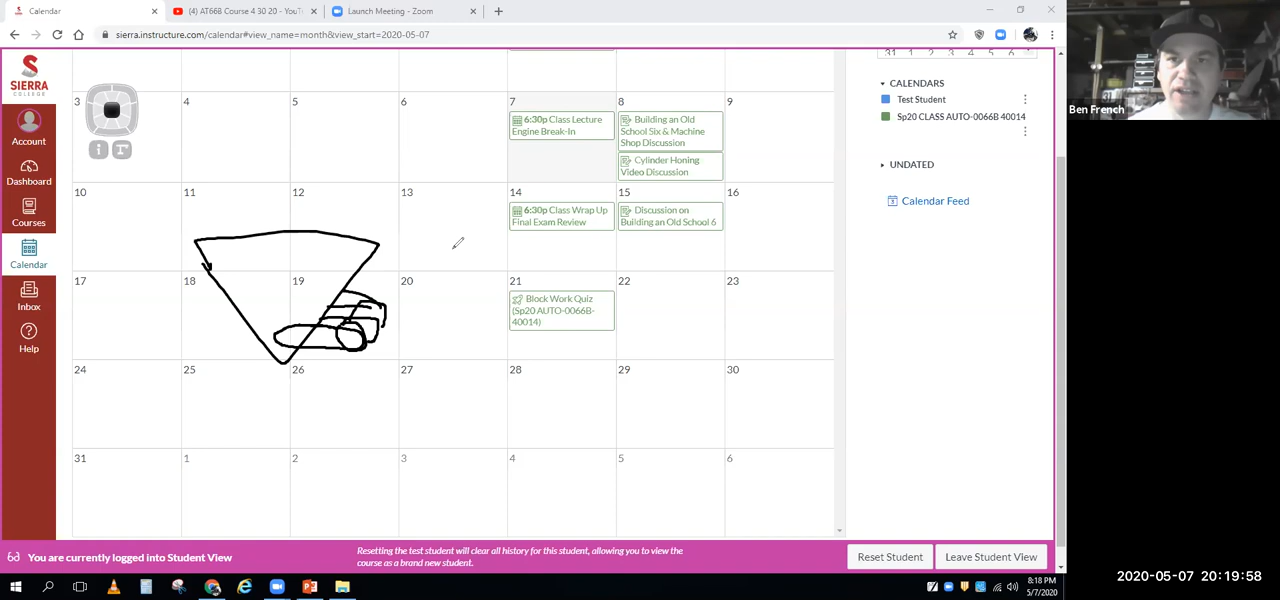 Calendar
(4) AT66B Course 4 30 20 - YouTu
Launch Meeting - Zoom
sierra.instructure.com/calendar#view_name=month&view_start=2020-05-07
SIERRA
COLLEGE
Account
Dashboard
Courses
Calendar
Inbox
Help
31 1 2 3 4 5 6
CALENDARS
Test Student
Sp20 CLASS AUTO-0066B 40014
UNDATED
Calendar Feed
Ben French
3 4 5 6 7 8 9
6:30p Class Lecture
Engine Break-In
Building an Old
School Six & Machine
Shop Discussion
Cylinder Honing
Video Discussion
10 11 12 13 14 15 16
6:30p Class Wrap Up
Final Exam Review
Discussion on
Building an Old School 6
17 18 19 20 21 22 23
Block Work Quiz
(Sp20 AUTO-0066B-
40014)
24 25 26 27 28 29 30
31 1 2 3 4 5 6
You are currently logged into Student View
Resetting the test student will clear all history for this student, allowing you to view the
course as a brand new student.
Reset Student
Leave Student View
8:18 PM
5/7/2020
2020-05-07 20:19:58